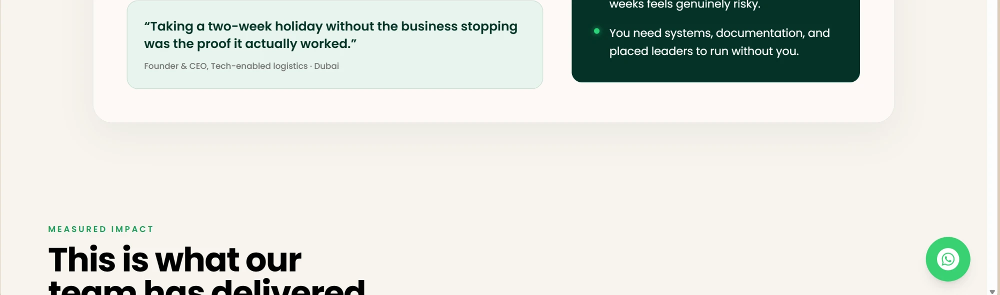 “Taking a two-week holiday without the business stopping
was the proof it actually worked.”
Founder & CEO, Tech-enabled logistics · Dubai
weeks feels genuinely risky.
You need systems, documentation, and
placed leaders to run without you.
MEASURED IMPACT
This is what our
team has delivered